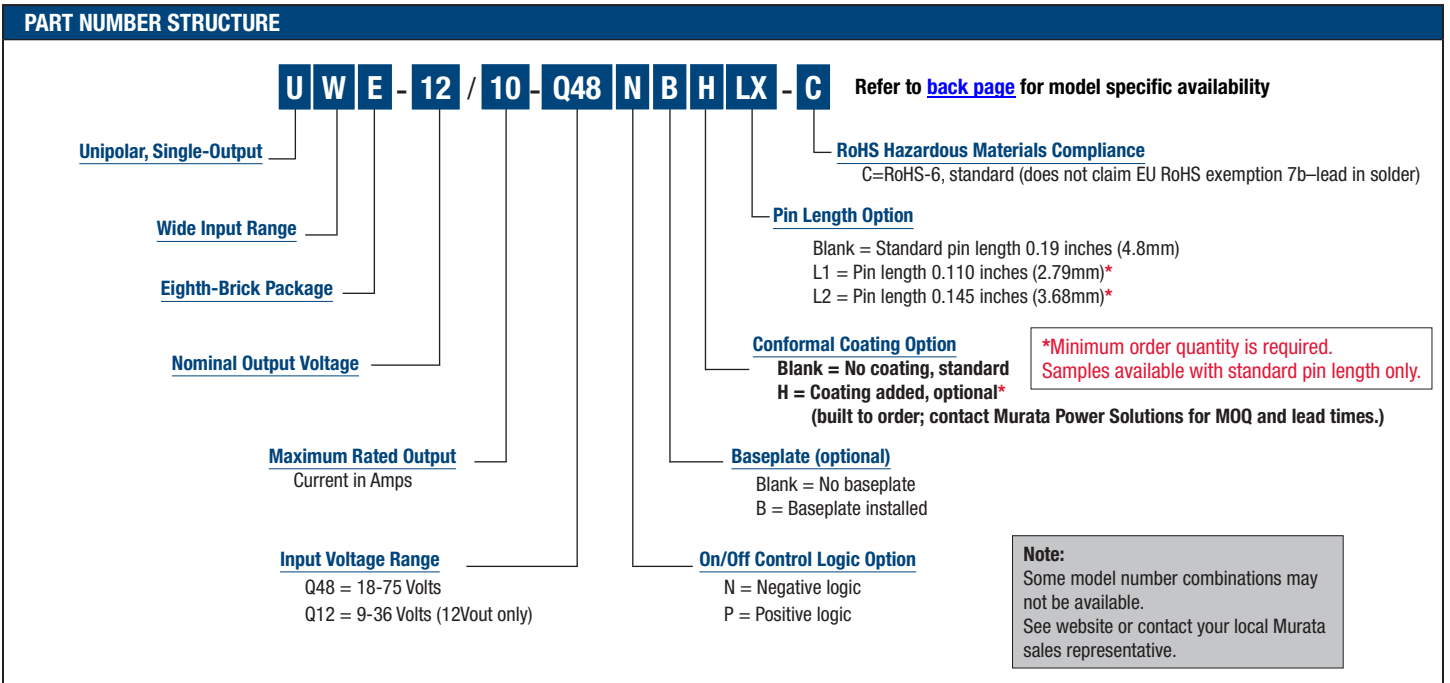 PART NUMBER STRUCTURE
U W E - 12 / 10 - Q48 N B H LX - C
Refer to back page for model specific availability
Unipolar, Single-Output
RoHS Hazardous Materials Compliance
C=RoHS-6, standard (does not claim EU RoHS exemption 7b–lead in solder)
Wide Input Range
Pin Length Option
Blank = Standard pin length 0.19 inches (4.8mm)
L1 = Pin length 0.110 inches (2.79mm)*
L2 = Pin length 0.145 inches (3.68mm)*
Eighth-Brick Package
Nominal Output Voltage
Conformal Coating Option
Blank = No coating, standard
H = Coating added, optional*
(built to order; contact Murata Power Solutions for MOQ and lead times.)
*Minimum order quantity is required.
Samples available with standard pin length only.
Maximum Rated Output
Current in Amps
Baseplate (optional)
Blank = No baseplate
B = Baseplate installed
Input Voltage Range
Q48 = 18-75 Volts
Q12 = 9-36 Volts (12Vout only)
On/Off Control Logic Option
N = Negative logic
P = Positive logic
Note:
Some model number combinations may
not be available.
See website or contact your local Murata
sales representative.